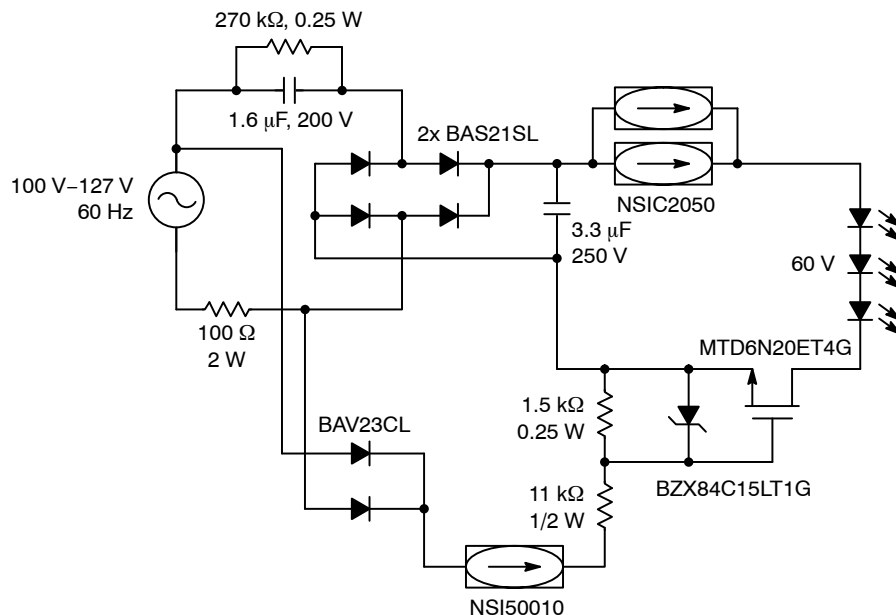 270 kΩ, 0.25 W
1.6 μF, 200 V
2x BAS21SL
100 V–127 V
60 Hz
NSIC2050
3.3 μF
250 V
60 V
100 Ω
2 W
MTD6N20ET4G
1.5 kΩ
0.25 W
BAV23CL
BZX84C15LT1G
11 kΩ
1/2 W
NSI50010